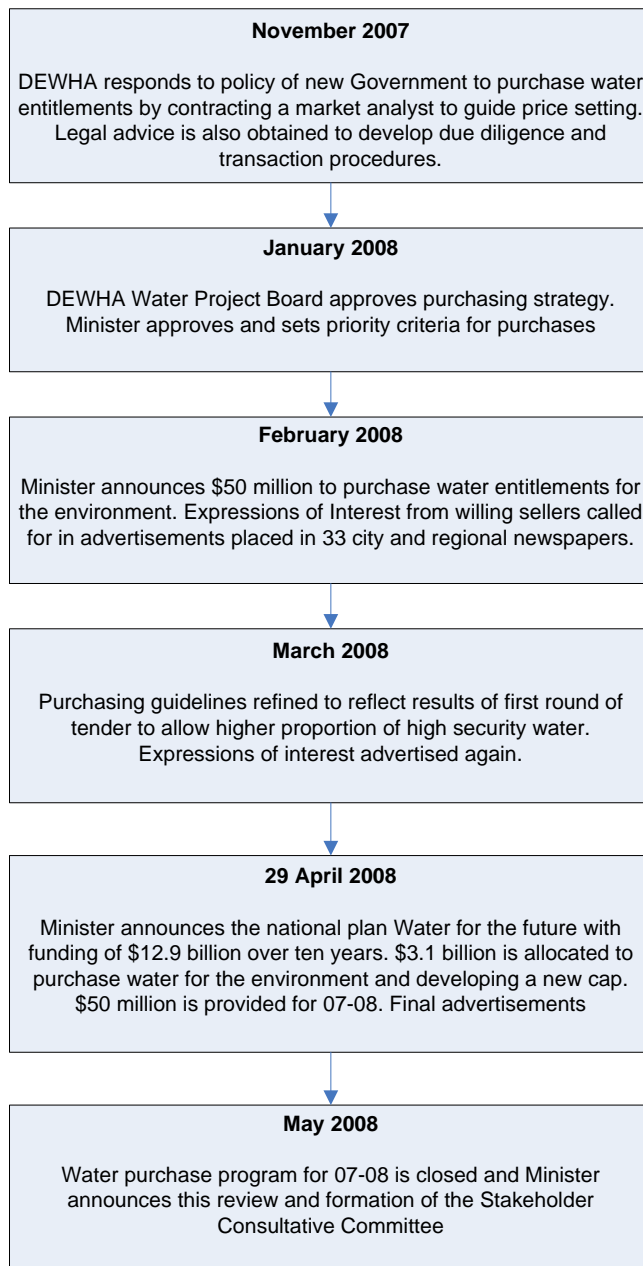 November 2007
DEWHA responds to policy of new Government to purchase water
entitlements by contracting a market analyst to guide price setting.
Legal advice is also obtained to develop due diligence and
transaction procedures.
January 2008
DEWHA Water Project Board approves purchasing strategy.
Minister approves and sets priority criteria for purchases
February 2008
Minister announces $50 million to purchase water entitlements for
the environment. Expressions of Interest from willing sellers called
for in advertisements placed in 33 city and regional newspapers.
March 2008
Purchasing guidelines refined to reflect results of first round of
tender to allow higher proportion of high security water.
Expressions of interest advertised again.
29 April 2008
Minister announces the national plan Water for the future with
funding of $12.9 billion over ten years. $3.1 billion is allocated to
purchase water for the environment and developing a new cap.
$50 million is provided for 07-08. Final advertisements
May 2008
Water purchase program for 07-08 is closed and Minister
announces this review and formation of the Stakeholder
Consultative Committee